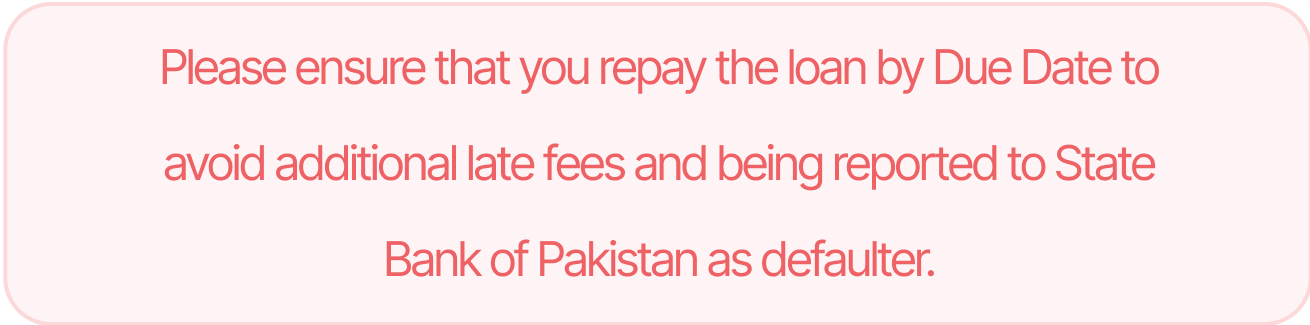 Please ensure that you repay the loan by Due Date to
avoid additional late fees and being reported to State
Bank of Pakistan as defaulter.